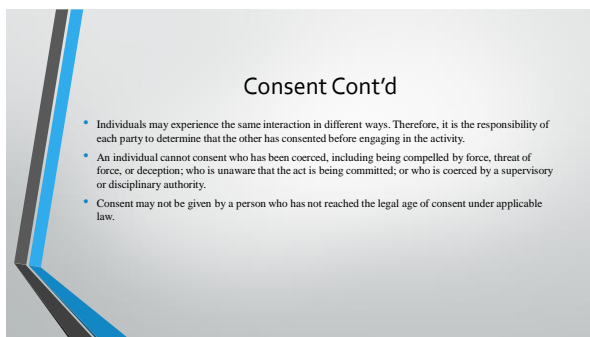 Consent Cont'd
• Individuals may experience the same interaction in different ways. Therefore, it is the responsibility of
each party to determine that the other has consented before engaging in the activity.
• An individual cannot consent who has been coerced, including being compelled by force, threat of
force, or deception; who is unaware that the act is being committed; or who is coerced by a supervisory
or disciplinary authority.
• Consent may not be given by a person who has not reached the legal age of consent under applicable
law.